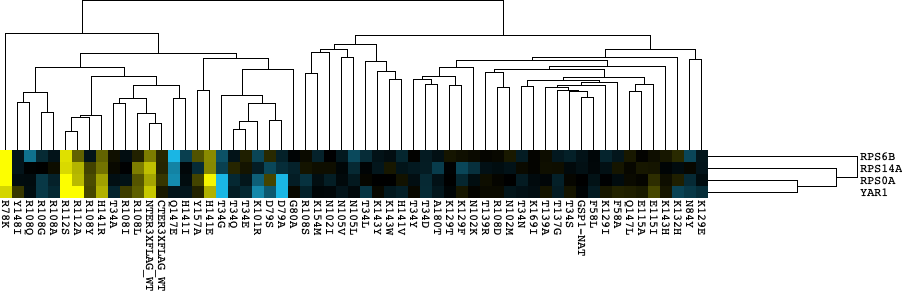 RPS6B
RPS14A
RPS0A
YAR1
R78K
Y148I
R108Q
R108G
R108A
R112S
R112A
R108Y
H141R
T34A
R108I
R108L
NTER3XFLAG_WT
CTER3XFLAG_WT
Q147E
H141I
Y157A
H141E
T34G
T34Q
T34E
K101R
D79S
D79A
G80A
R108S
K154M
N102I
N105V
N105L
T34L
K143Y
K143W
H141V
T34Y
T34D
A180T
K129T
K129F
N102K
T139R
R108D
N102M
T34N
K169I
T139A
T137G
T34S
GSP1-NAT
F58L
K129I
F58A
Q147L
E115A
E115I
K143H
K132H
N84Y
K129E